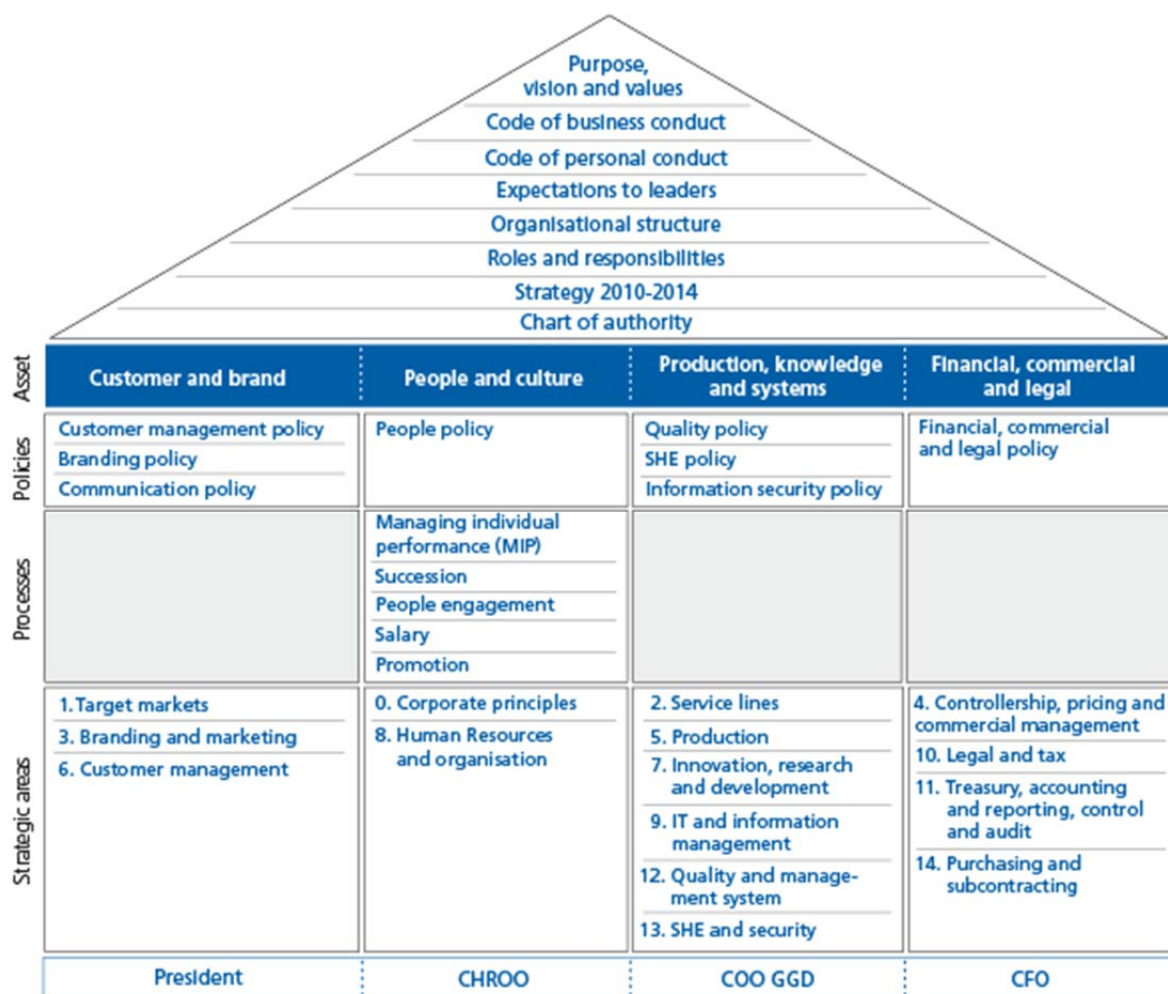 Purpose,
vision and values
Code of business conduct
Code of personal conduct
Expectations to leaders
Organisational structure
Roles and responsibilities
Strategy 2010-2014
Chart of authority
Asset
Customer and brand
People and culture
Production, knowledge
and systems
Financial, commercial
and legal
Policies
Customer management policy
Branding policy
Communication policy
People policy
Quality policy
SHE policy
Information security policy
Financial, commercial
and legal policy
Processes
Managing individual
performance (MIP)
Succession
People engagement
Salary
Promotion
Strategic areas
1. Target markets
3. Branding and marketing
6. Customer management
0. Corporate principles
8. Human Resources
and organisation
2. Service lines
5. Production
7. Innovation, research
and development
9. IT and information
management
12. Quality and manage-
ment system
13. SHE and security
4. Controllership, pricing and
commercial management
10. Legal and tax
11. Treasury, accounting
and reporting, control
and audit
14. Purchasing and
subcontracting
President
CHROO
COO GGD
CFO